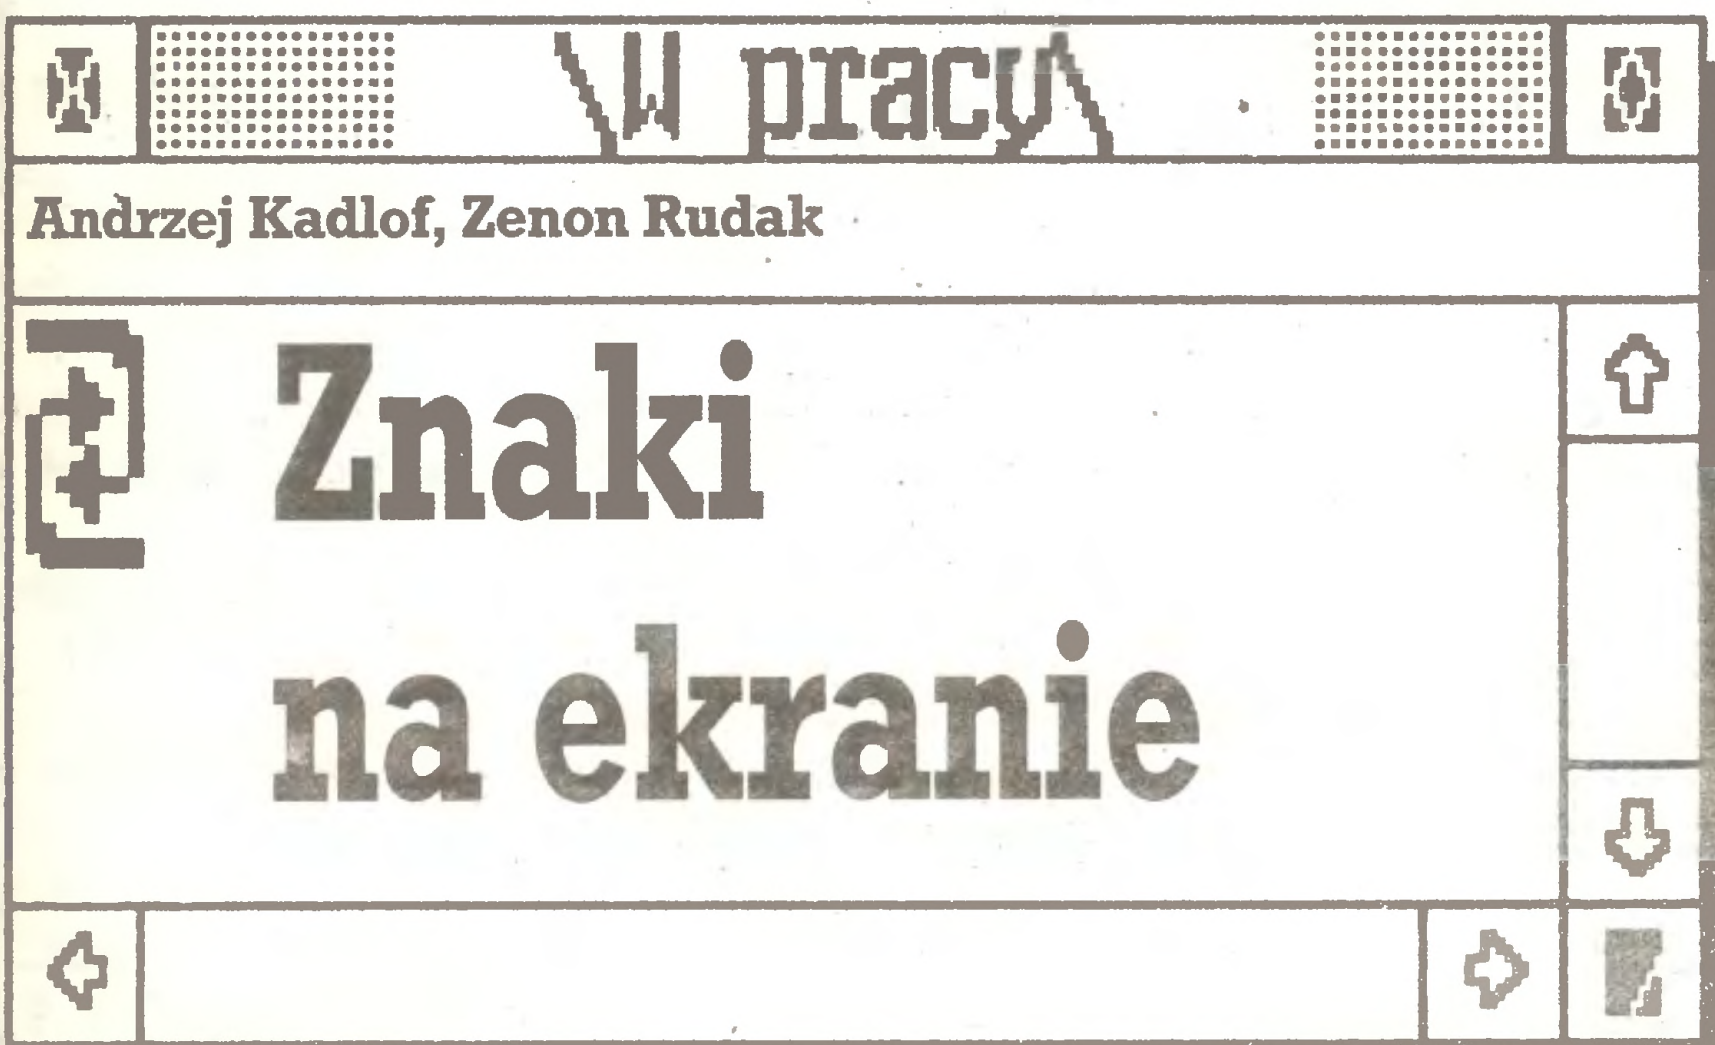 \W pracy\
Andrzej Kadlof, Zenon Rudak
Znaki
na ekranie